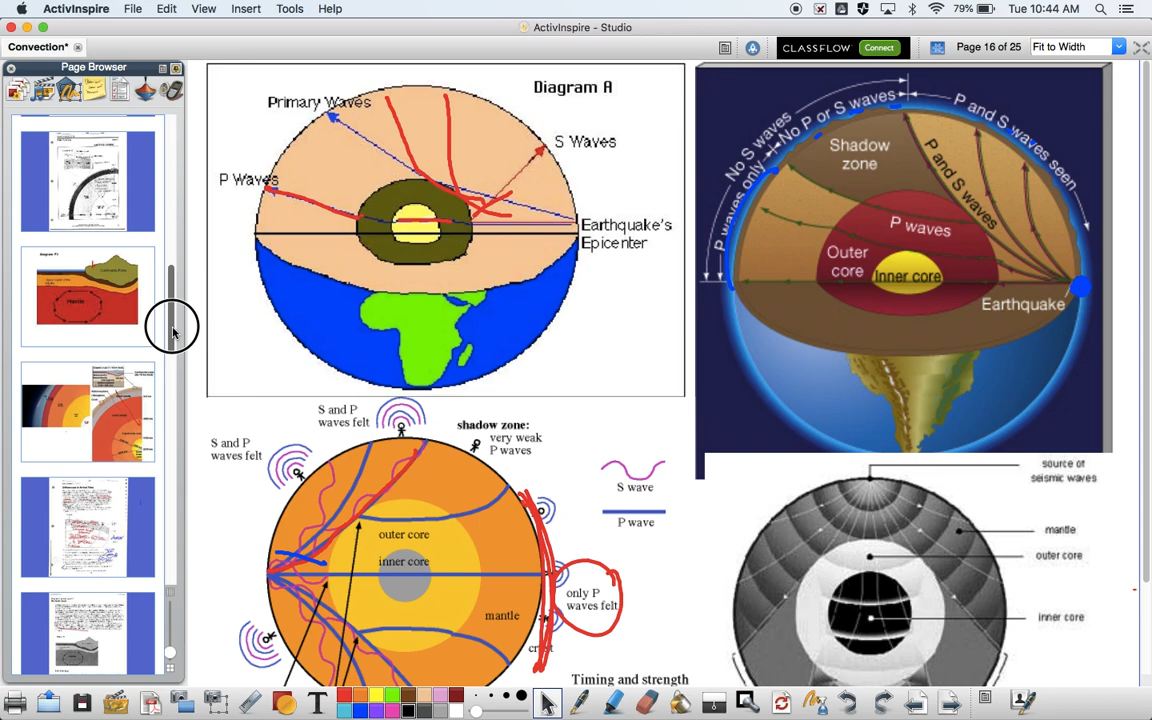 ActivInspire File Edit View Insert Tools Help 79% Tue 10:44 AM
ActivInspire - Studio
Convection*
CLASSFLOW Connect
Page 16 of 25
Fit to Width
Page Browser
Mantle
Diagram A
Primary Waves
S Waves
P Waves
Earthquake's
Epicenter
No S waves
No P or S waves
P and S waves seen
P waves only
Shadow
zone
P and S waves
P waves
Outer
core
Inner core
Earthquake
S and P
waves felt
S and P
waves felt
shadow zone:
very weak
P waves
S wave
P wave
outer core
inner core
mantle
only P
waves felt
Timing and strength
source of
seismic waves
mantle
outer core
inner core